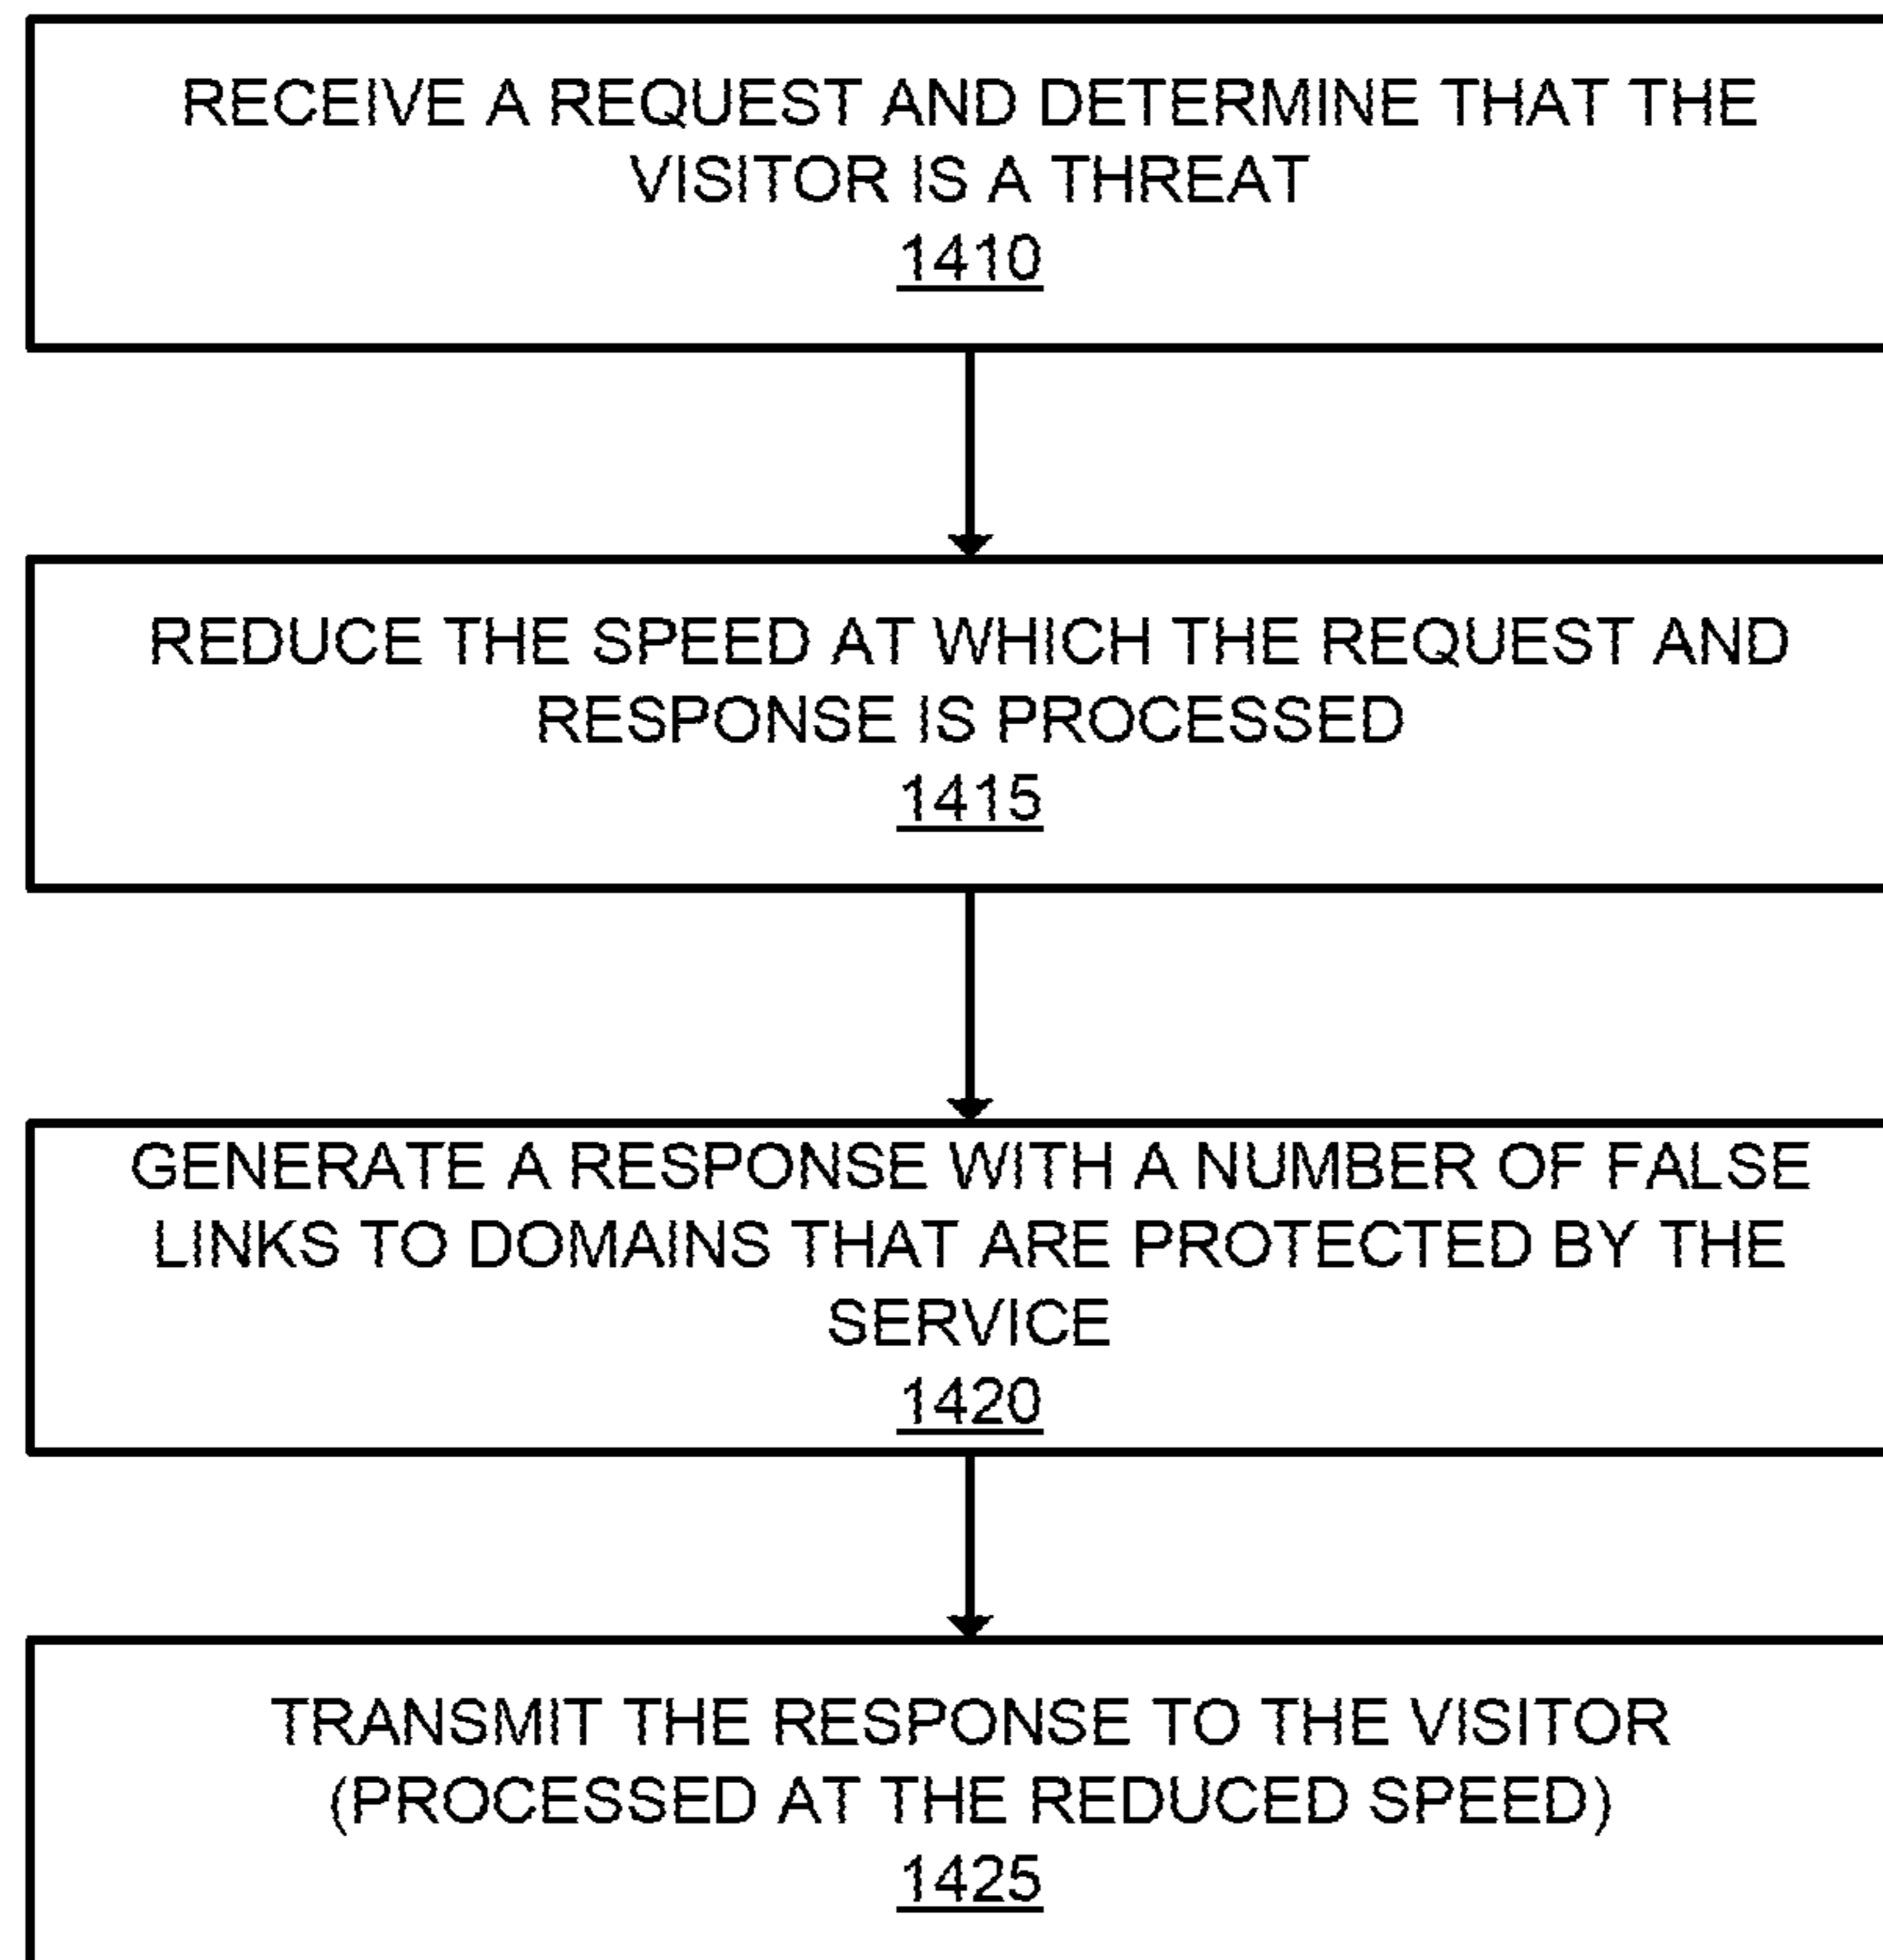 RECEIVE A REQUEST AND DETERMINE THAT THE
VISITOR IS A THREAT
1410
REDUCE THE SPEED AT WHICH THE REQUEST AND
RESPONSE IS PROCESSED
1415
GENERATE A RESPONSE WITH A NUMBER OF FALSE
LINKS TO DOMAINS THAT ARE PROTECTED BY THE
SERVICE
1420
TRANSMIT THE RESPONSE TO THE VISITOR
(PROCESSED AT THE REDUCED SPEED)
1425